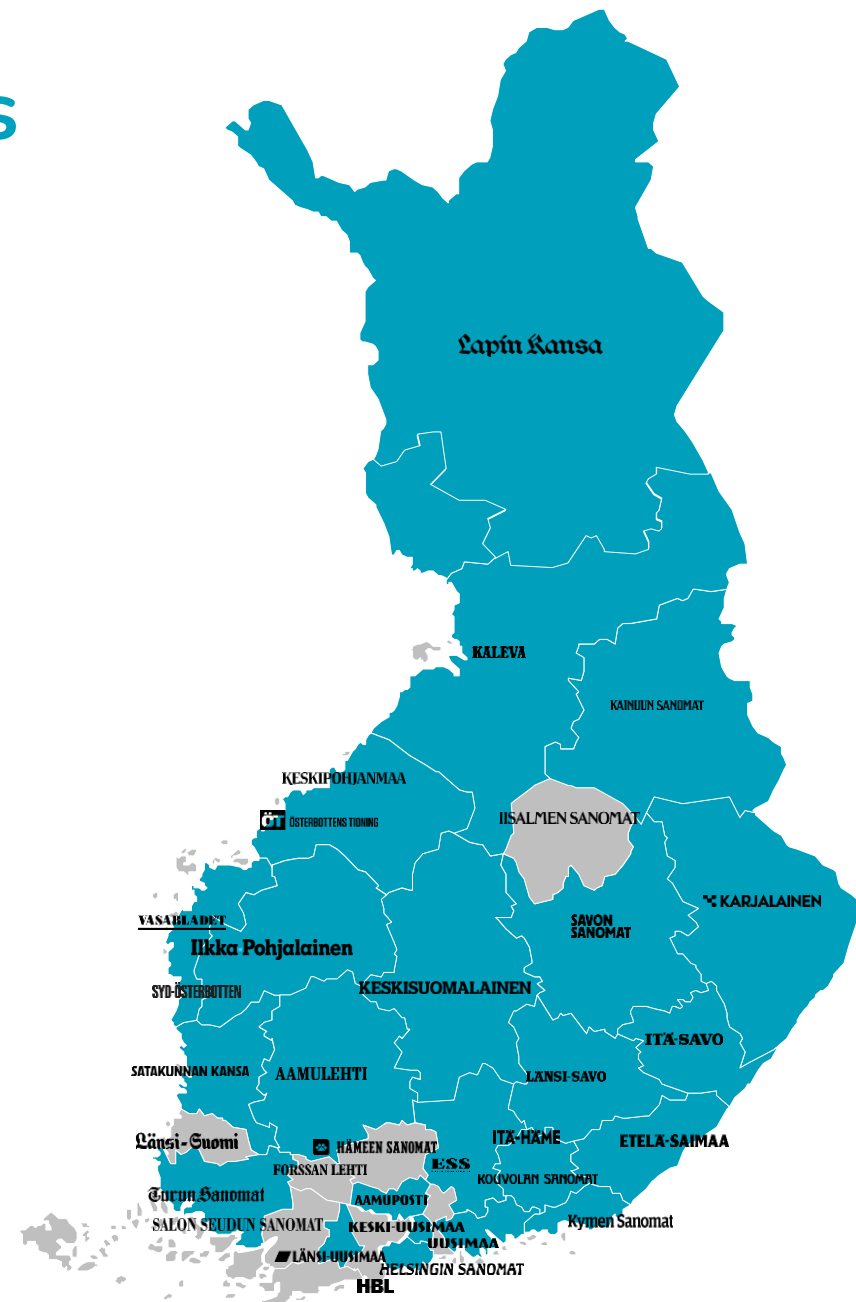 s
Lapin Kansa
KALEVA
KAINUUN SANOMAT
KESKIPOHJANMAA
ÖT ÖSTERBOTTENS TIDNING
IISALMEN SANOMAT
KARJALAINEN
VASABLADET
SAVON
SANOMAT
Ilkka Pohjalainen
KESKISUOMALAINEN
SYD-ÖSTERBOTTEN
ITÄ-SAVO
SATAKUNNAN KANSA
AAMULEHTI
LÄNSI-SAVO
Länsi-Suomi
HÄMEEN SANOMAT
ITÄ-HÄME
ETELÄ-SAIMAA
FORSSAN LEHTI
ESS
KOUVOLAN SANOMAT
Turun Sanomat
AAMUPOSTI
SALON SEUDUN SANOMAT
KESKI-UUSIMAA
Kymen Sanomat
UUSIMAA
LÄNSI-UUSIMAA
HELSINGIN SANOMAT
HBL